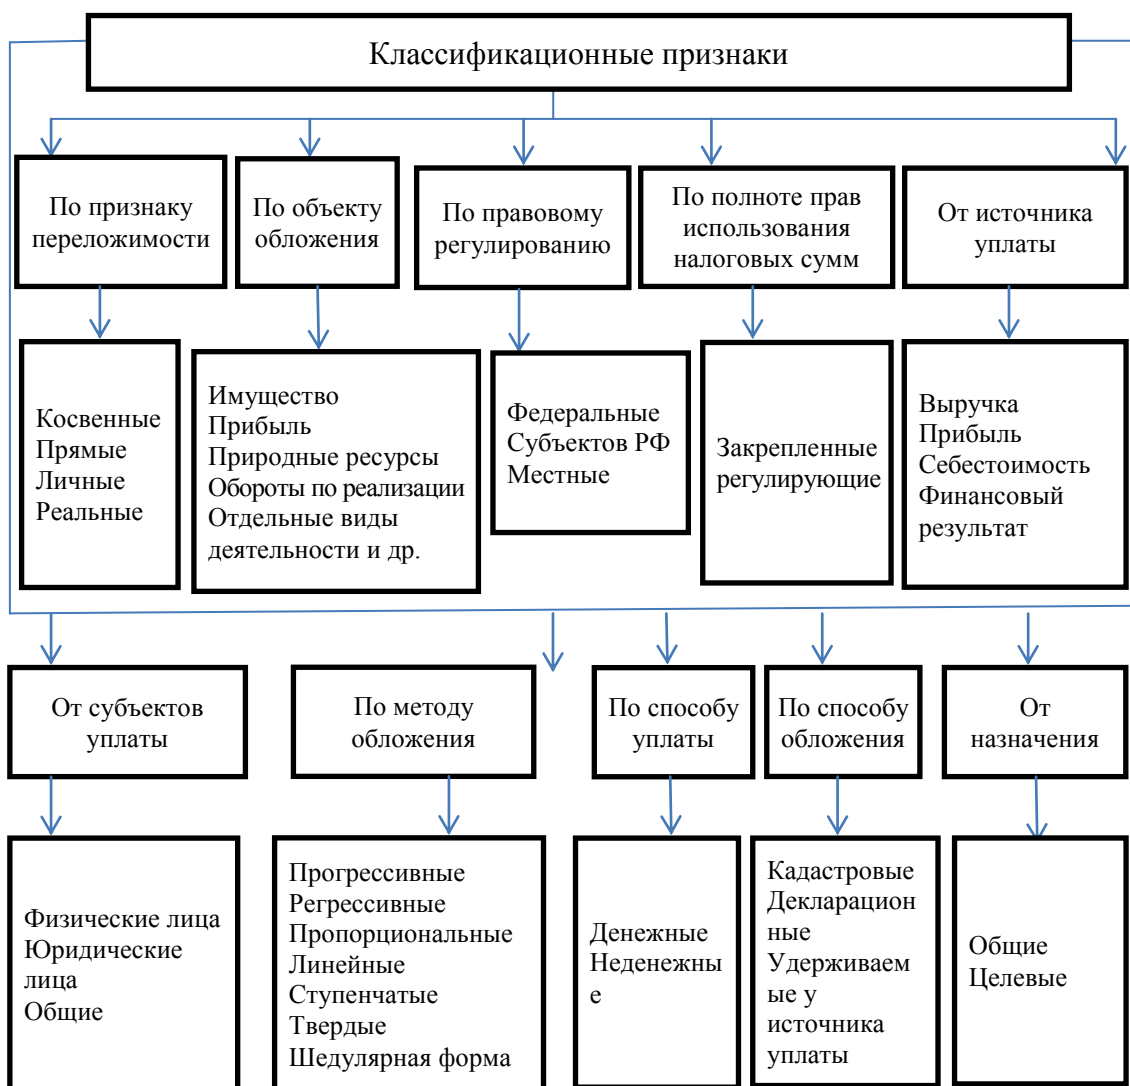 Классификационные признаки
По признаку
переложимости
По объекту
обложения
По правовому
регулированию
По полноте прав
использования
налоговых сумм
От источника
уплаты
Косвенные
Прямые
Личные
Реальные
Имущество
Прибыль
Природные ресурсы
Обороты по реализации
Отдельные виды
деятельности и др.
Федеральные
Субъектов РФ
Местные
Закрепленные
регулирующие
Выручка
Прибыль
Себестоимость
Финансовый
результат
От субъектов
уплаты
По методу
обложения
По способу
уплаты
По способу
обложения
От
назначения
Физические лица
Юридические
лица
Общие
Прогрессивные
Регрессивные
Пропорциональные
Линейные
Ступенчатые
Твердые
Шедулярная форма
Денежные
Неденежны
е
Кадастровые
Декларацион
ные
Удерживаем
ые у
источника
уплаты
Общие
Целевые